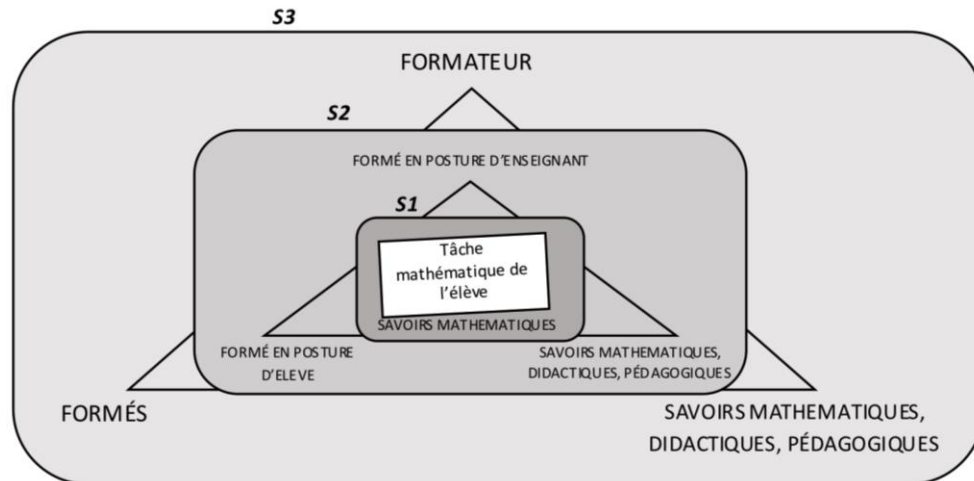 S3
FORMATEUR
S2
FORMÉ EN POSTURE D'ENSEIGNANT
S1
Tâche
mathématique de
l'élève
SAVOIRS MATHEMATIQUES
FORMÉ EN POSTURE
D'ELEVE
SAVOIRS MATHEMATIQUES,
DIDACTIQUES, PÉDAGOGIQUES
FORMÉS
SAVOIRS MATHEMATIQUES,
DIDACTIQUES, PÉDAGOGIQUES